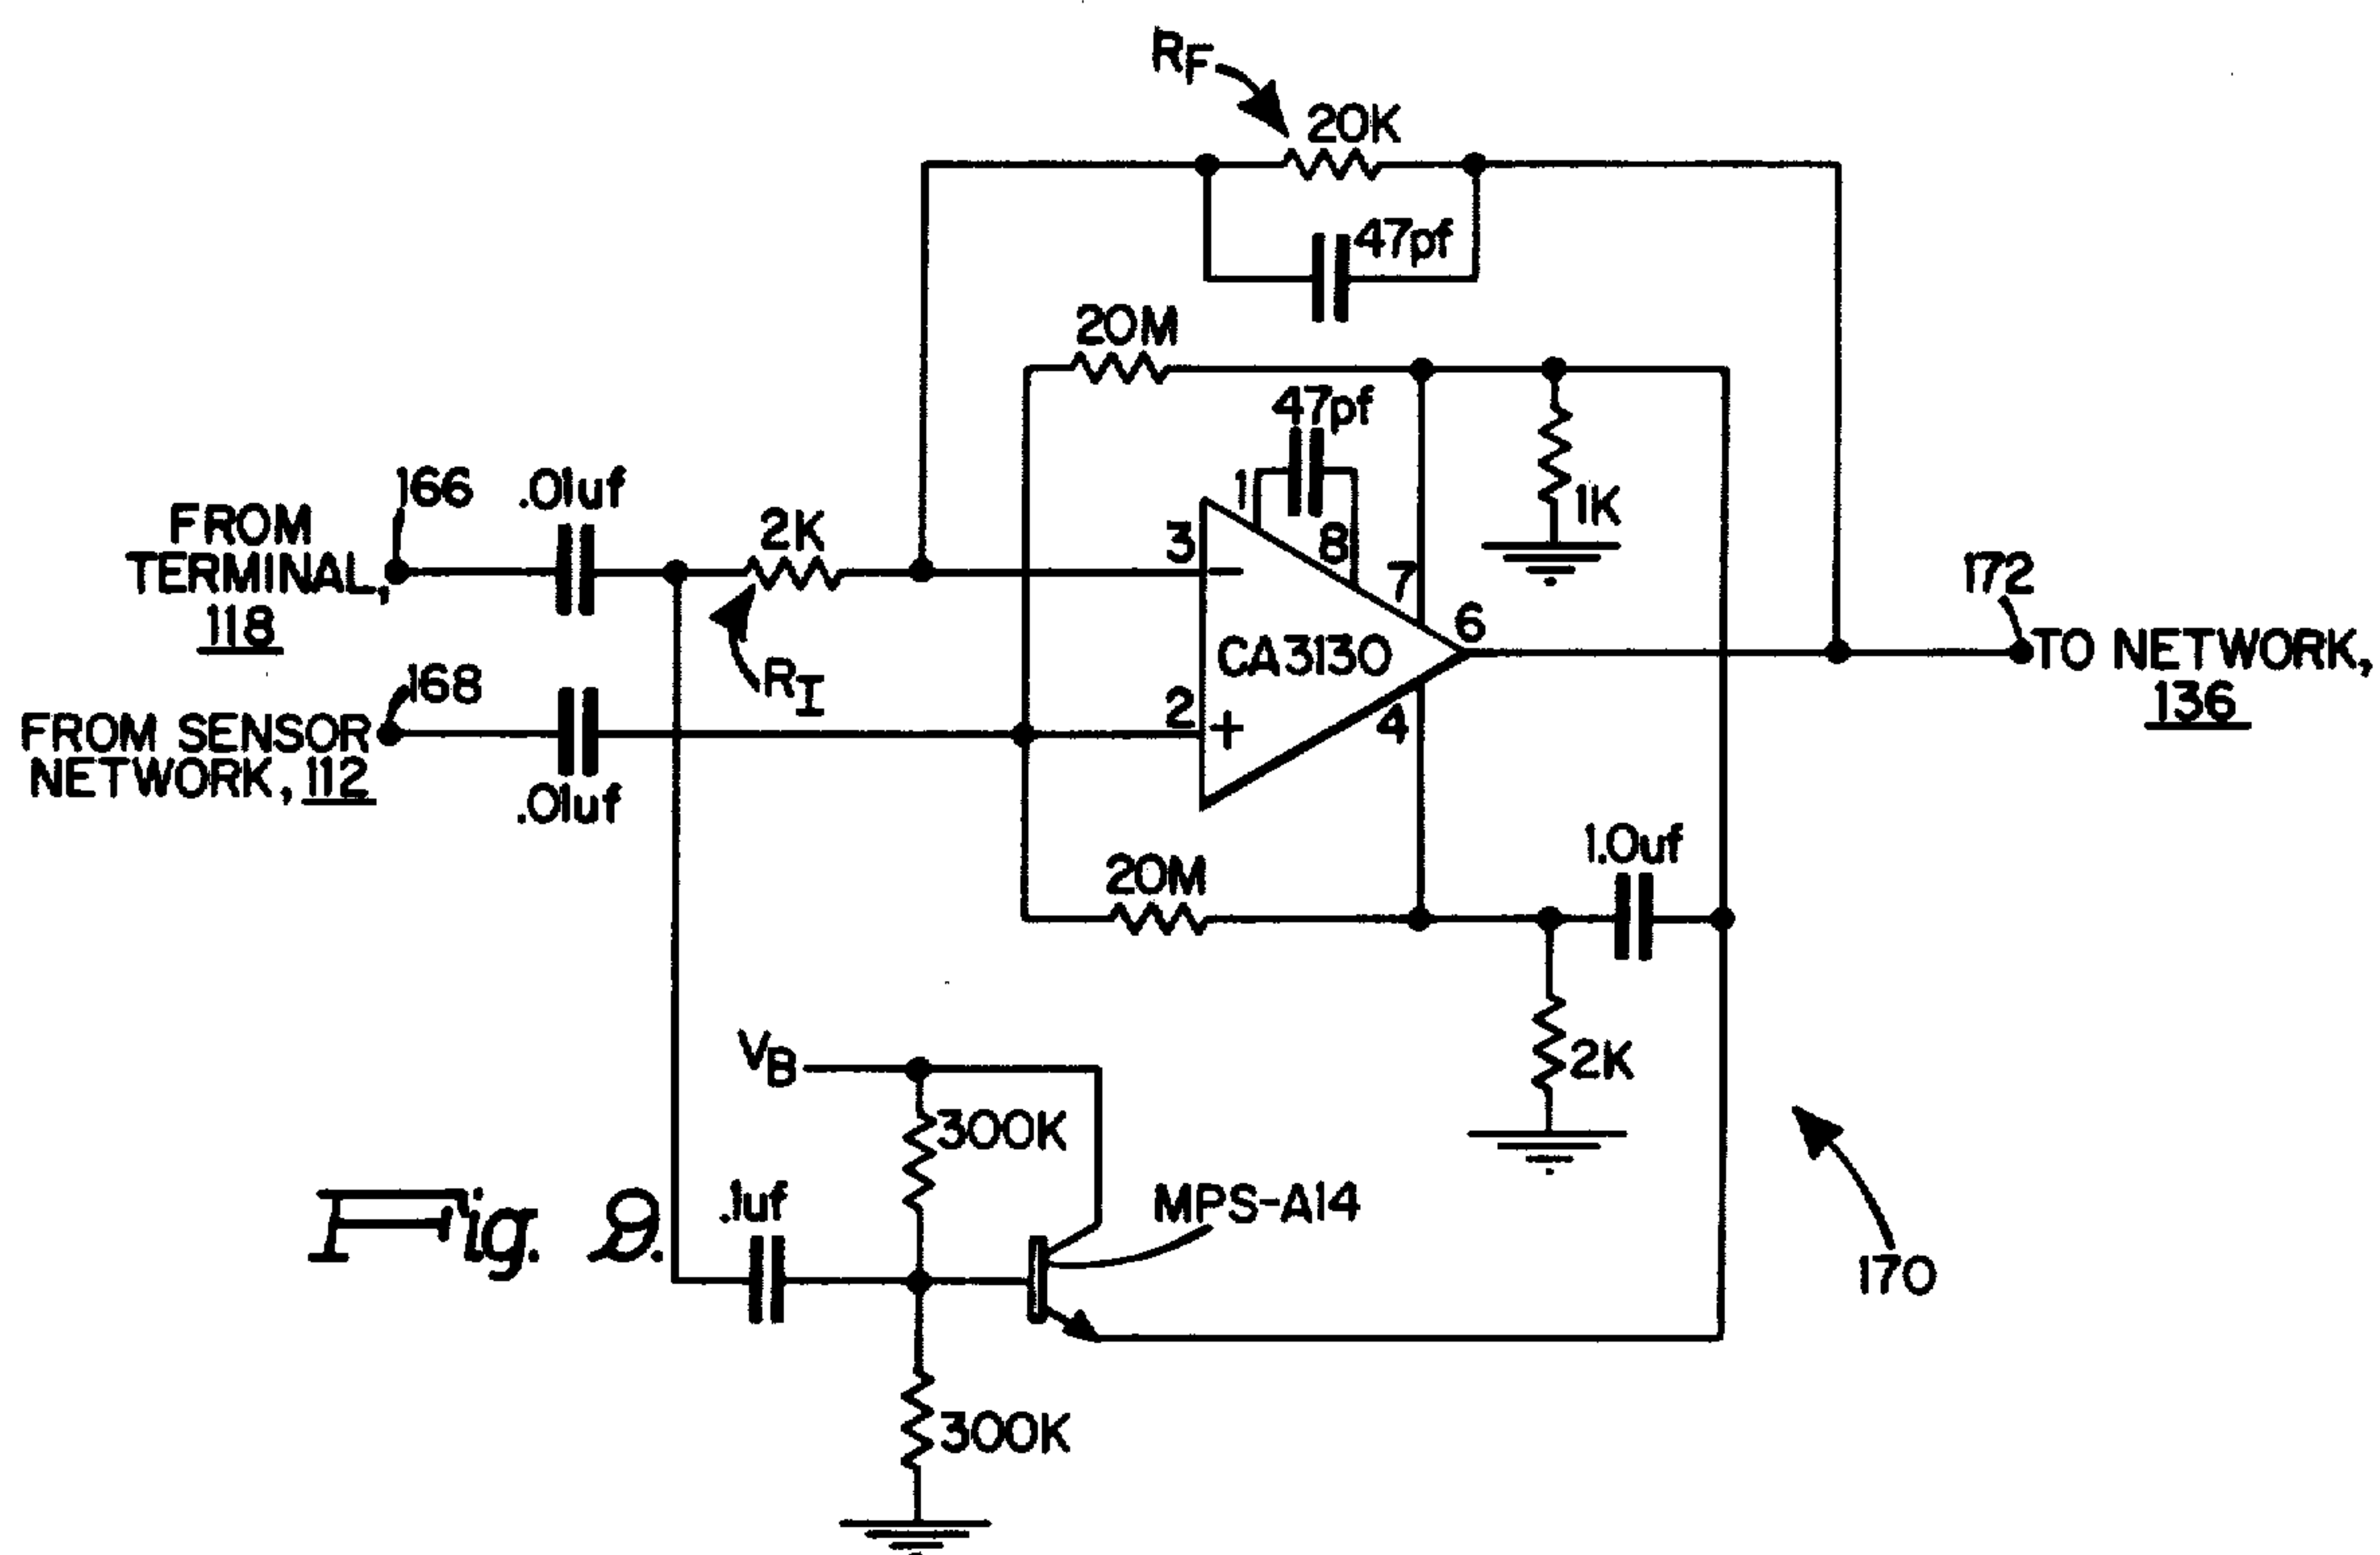 RF
20K
47pf
20M
47pf
1
8
166
.01uf
FROM
TERMINAL,
118
2K
3
-
7
1K
6
172
CA3130
TO NETWORK,
136
168
RI
FROM SENSOR
NETWORK, 112
.01uf
2
+
4
20M
1.0uf
2K
VB
300K
.1uf
MPS-A14
170
Fig. 9.
300K